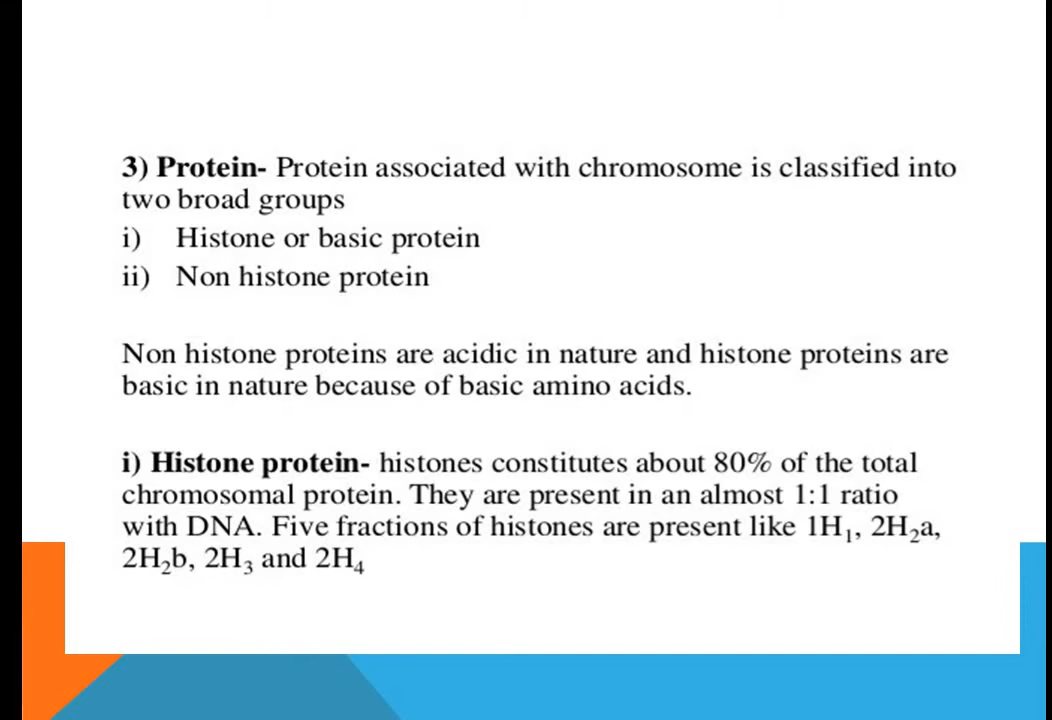 3) Protein- Protein associated with chromosome is classified into
two broad groups
i) Histone or basic protein
ii) Non histone protein
Non histone proteins are acidic in nature and histone proteins are
basic in nature because of basic amino acids.
i) Histone protein- histones constitutes about 80% of the total
chromosomal protein. They are present in an almost 1:1 ratio
with DNA. Five fractions of histones are present like 1H₁, 2H₂a,
2H₂b, 2H₃ and 2H₄